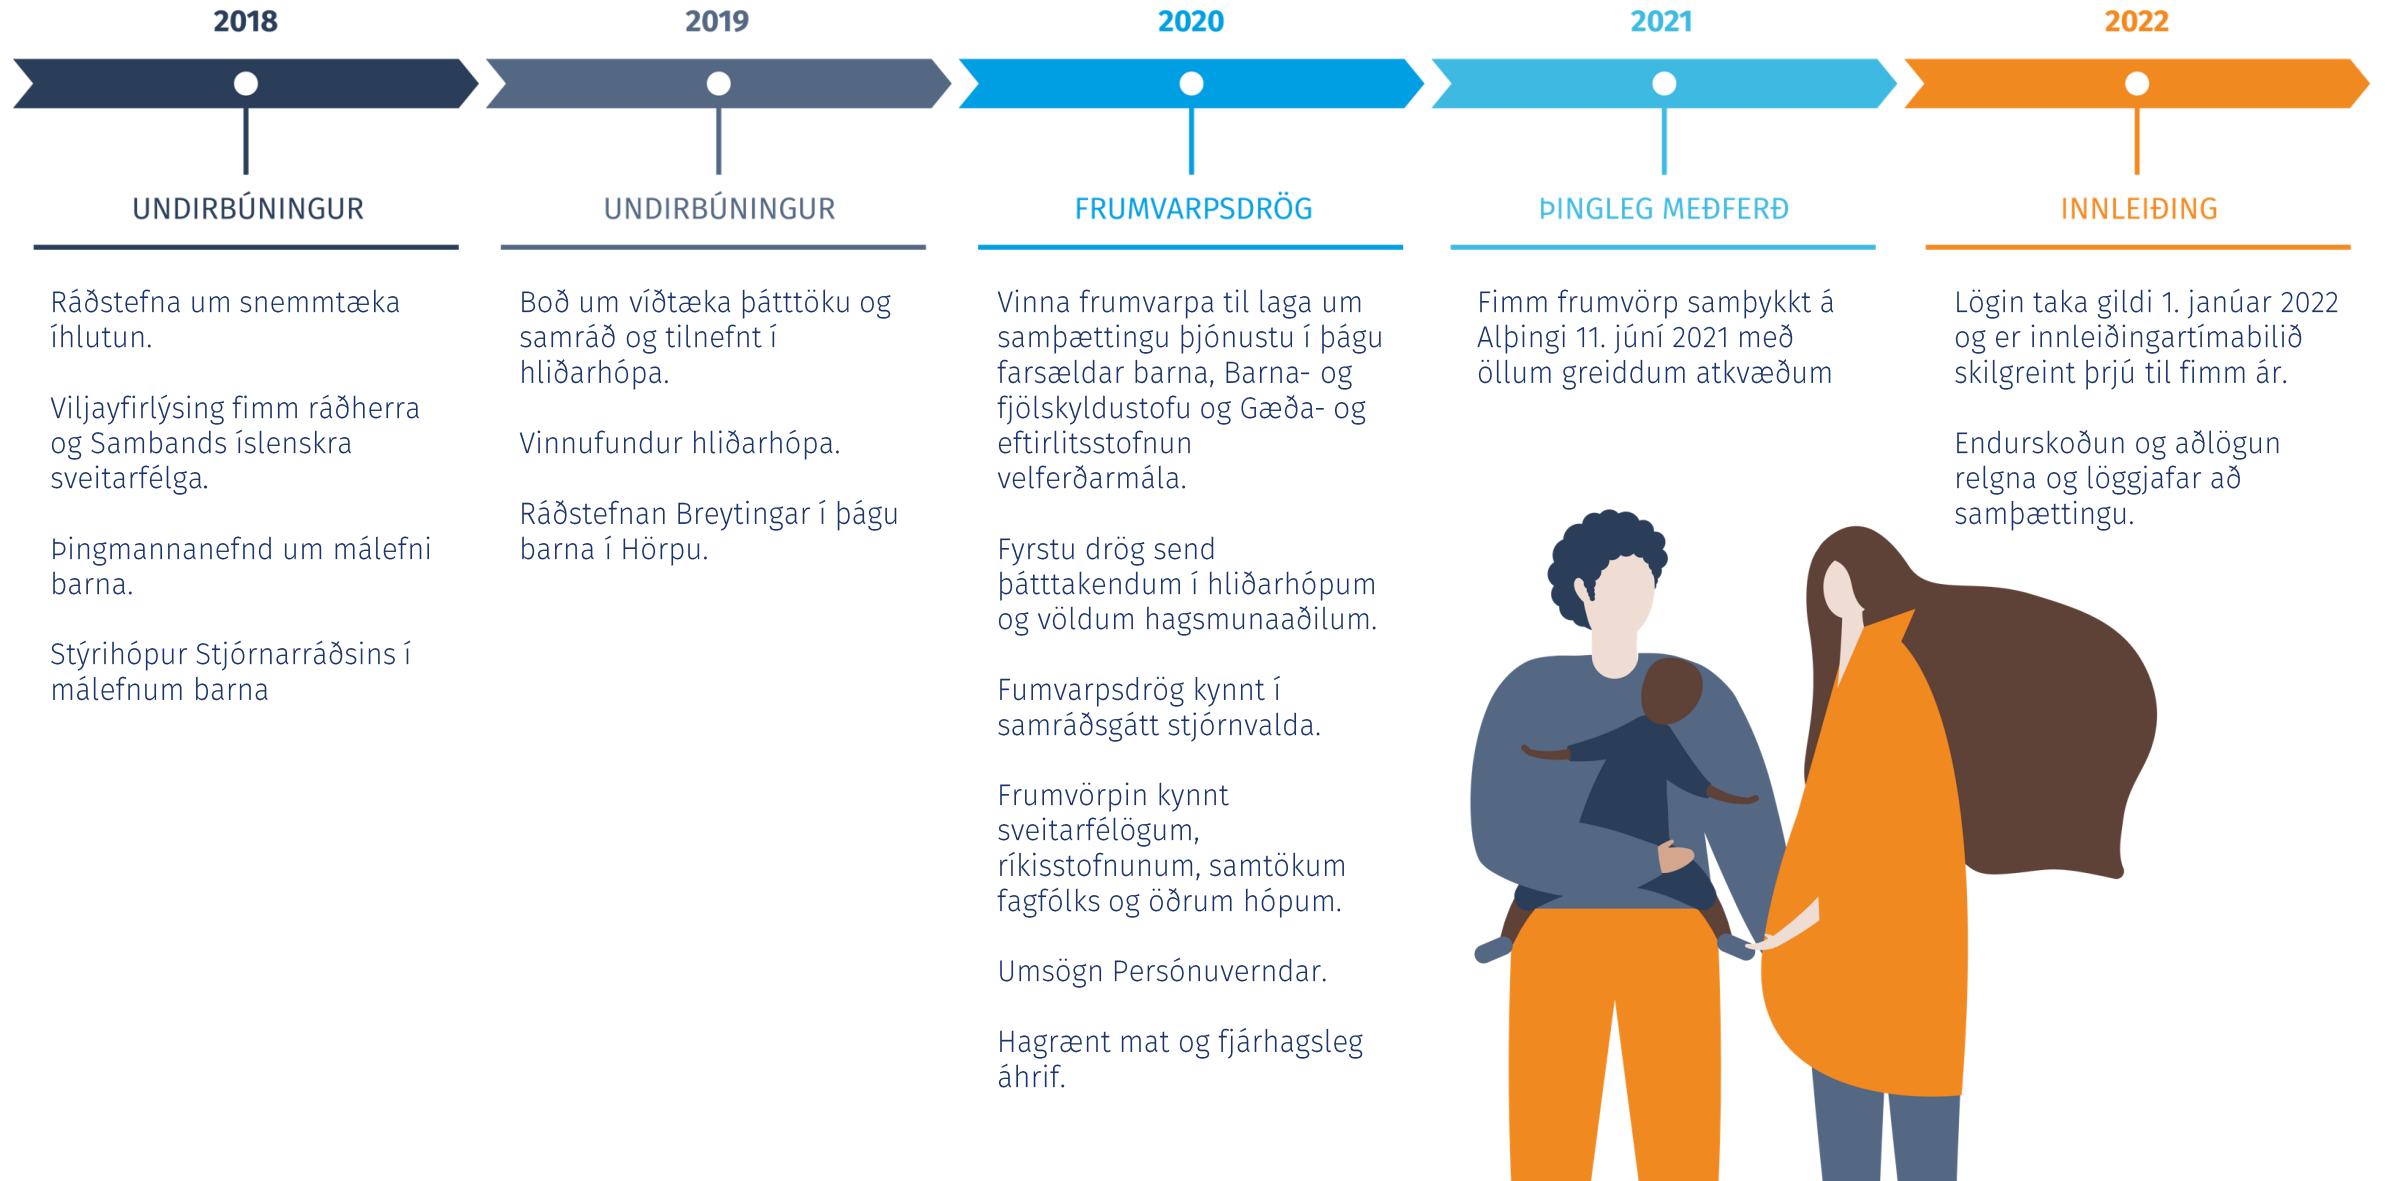 2018
UNDIRBÚNINGUR
Ráðstefna um snemmtæka
íhlutun.
Viljayfirlýsing fimm ráðherra
og Sambands íslenskra
sveitarfélga.
Þingmannanefnd um málefni
barna.
Stýrihópur Stjórnarráðsins í
málefnum barna
2019
UNDIRBÚNINGUR
Boð um víðtæka þátttöku og
samráð og tilnefnt í
hliðarhópa.
Vinnufundur hliðarhópa.
Ráðstefnan Breytingar í þágu
barna í Hörpu.
2020
FRUMVARPSDRÖG
Vinna frumvarpa til laga um
samþættingu þjónustu í þágu
farsældar barna, Barna- og
fjölskyldustofu og Gæða- og
eftirlitsstofnun
velferðarmála.
Fyrstu drög send
þátttakendum í hliðarhópum
og völdum hagsmunaaðilum.
Fumvarpsdrög kynnt í
samráðsgátt stjórnvalda.
Frumvörpin kynnt
sveitarfélögum,
ríkisstofnunum, samtökum
fagfólks og öðrum hópum.
Umsögn Persónuverndar.
Hagrænt mat og fjárhagsleg
áhrif.
2021
ÞINGLEG MEÐFERÐ
Fimm frumvörp samþykkt á
Alþingi 11. júní 2021 með
öllum greiddum atkvæðum
2022
INNLEIÐING
Lögin taka gildi 1. janúar 2022
og er innleiðingartímabilið
skilgreint þrjú til fimm ár.
Endurskoðun og aðlögun
relgna og löggjafar að
samþættingu.